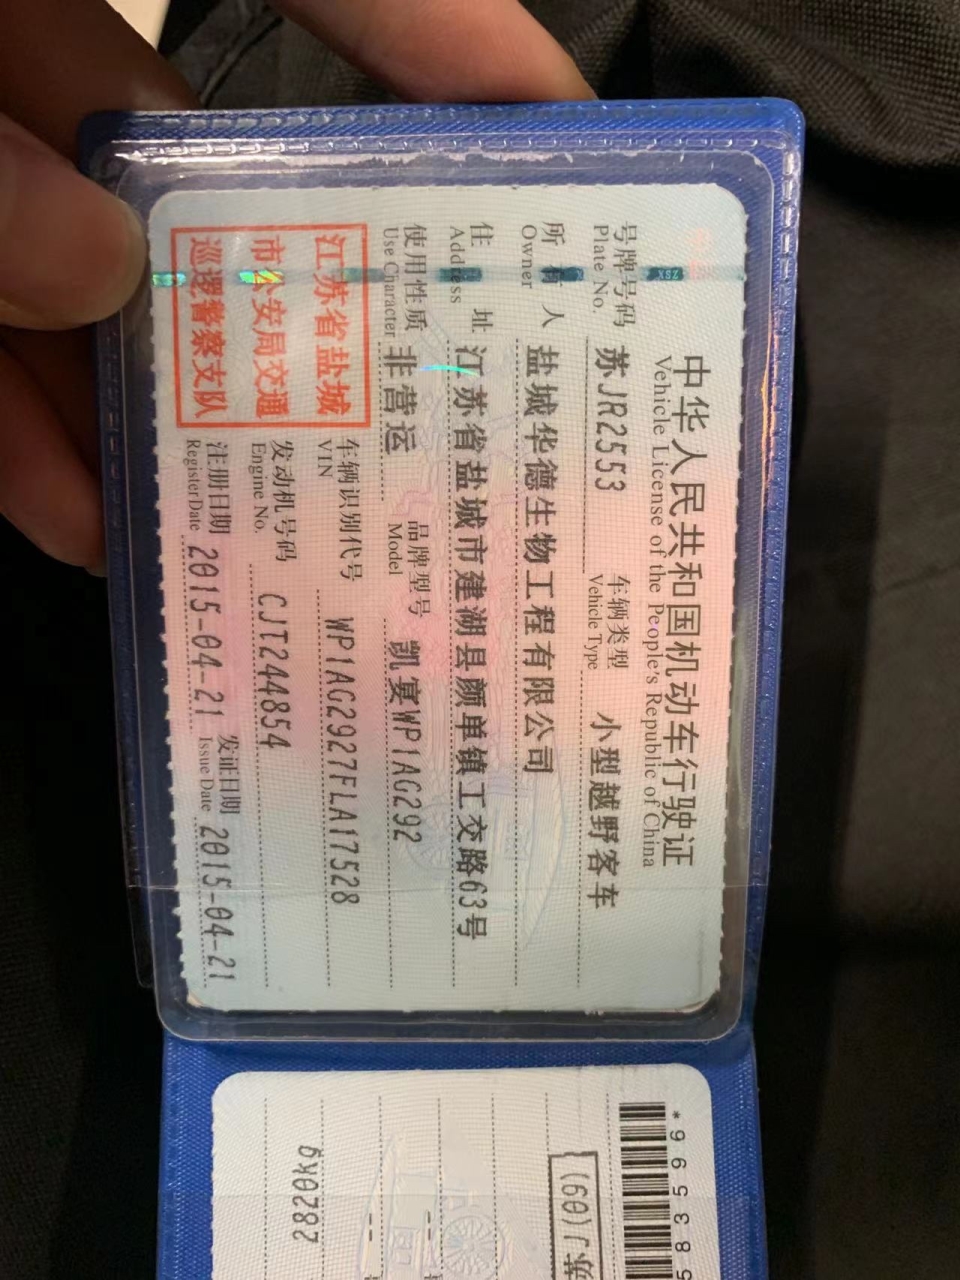 中华人民共和国机动车行驶证
Vehicle License of the People's Republic of China
号牌号码 苏JR2553 车辆类型 小型越野客车
Plate No. Vehicle Type
所有人 盐城华德生物工程有限公司
Owner
住址 江苏省盐城市建湖县颜单镇工交路63号
Address
使用性质 非营运 品牌型号 凯宴WP1AG292
Use Character Model
江苏省盐城
市公安局交通
巡逻警察支队
车辆识别代号 WP1AG2927FLA17528
VIN
发动机号码 CJT244854
Engine No.
注册日期 2015-04-21 发证日期 2015-04-21
Register Date Issue Date
2820kg